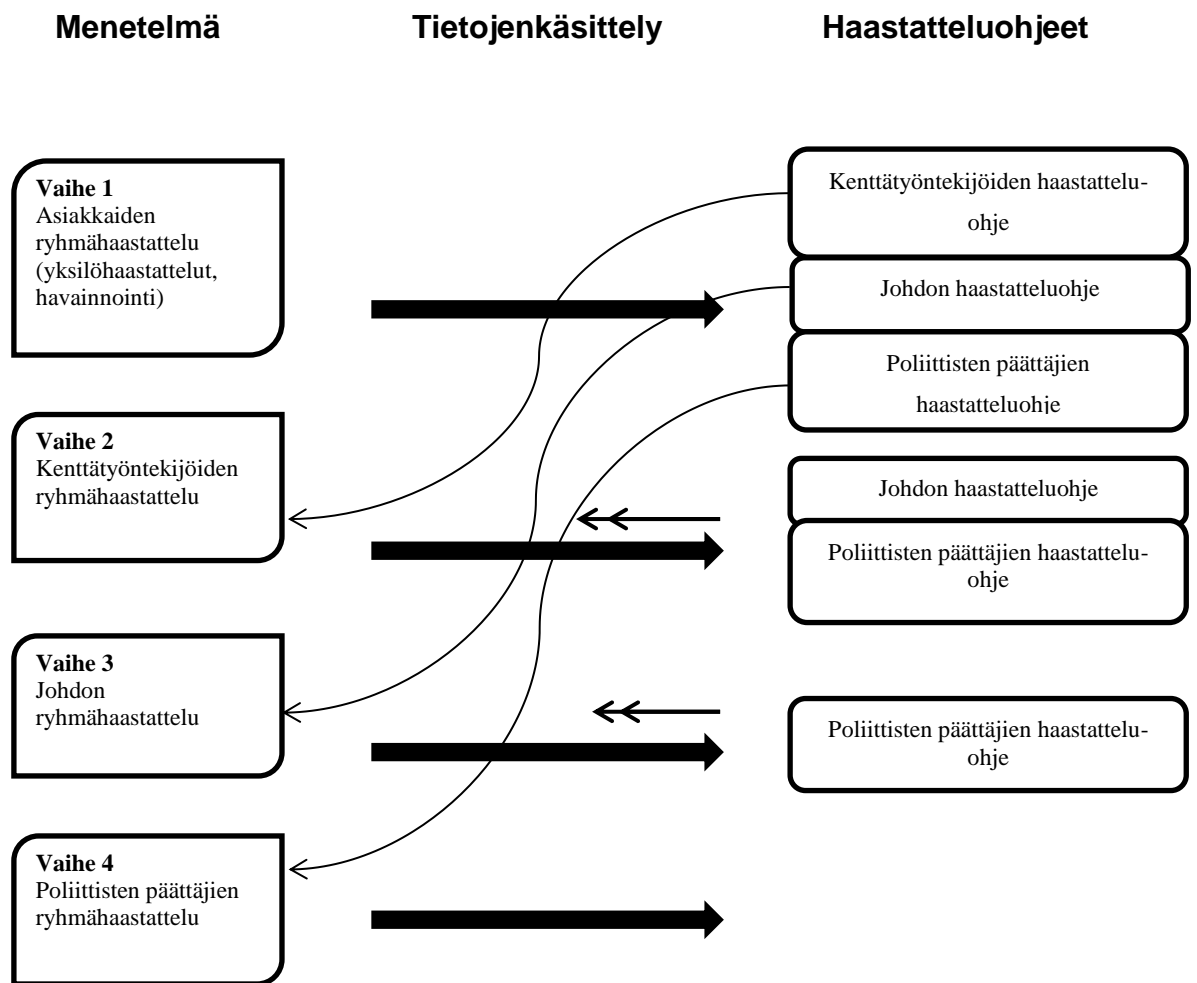 Menetelmä Tietojenkäsittely Haastatteluohjeet
Vaihe 1
Asiakkaiden
ryhmähaastattelu
(yksilöhaastattelut,
havainnointi)
Kenttätyöntekijöiden haastattelu-
ohje
Johdon haastatteluohje
Poliittisten päättäjien
haastatteluohje
Vaihe 2
Kenttätyöntekijöiden
ryhmähaastattelu
Johdon haastatteluohje
Poliittisten päättäjien haastattelu-
ohje
Vaihe 3
Johdon
ryhmähaastattelu
Poliittisten päättäjien haastattelu-
ohje
Vaihe 4
Poliittisten päättäjien
ryhmähaastattelu